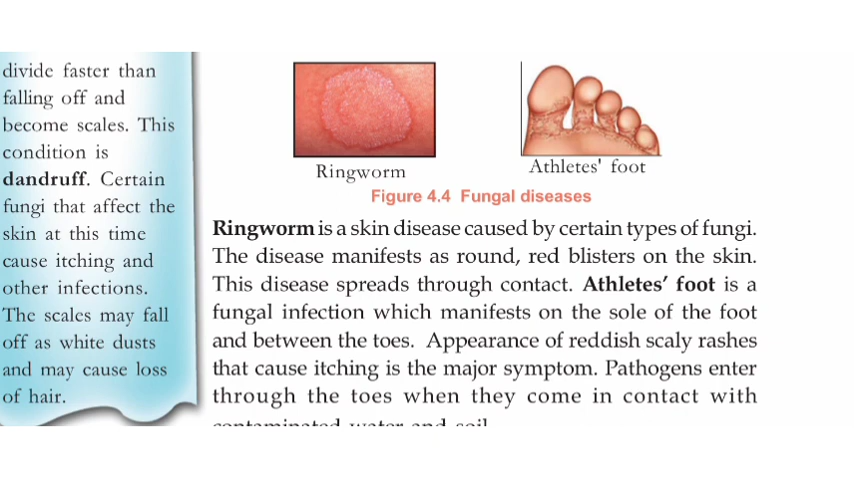 divide faster than
falling off and
become scales. This
condition is
dandruff. Certain
fungi that affect the
skin at this time
cause itching and
other infections.
The scales may fall
off as white dusts
and may cause loss
of hair.
Ringworm
Athletes' foot
Figure 4.4 Fungal diseases
Ringworm is a skin disease caused by certain types of fungi.
The disease manifests as round, red blisters on the skin.
This disease spreads through contact. Athletes’ foot is a
fungal infection which manifests on the sole of the foot
and between the toes. Appearance of reddish scaly rashes
that cause itching is the major symptom. Pathogens enter
through the toes when they come in contact with
contaminated water and soil